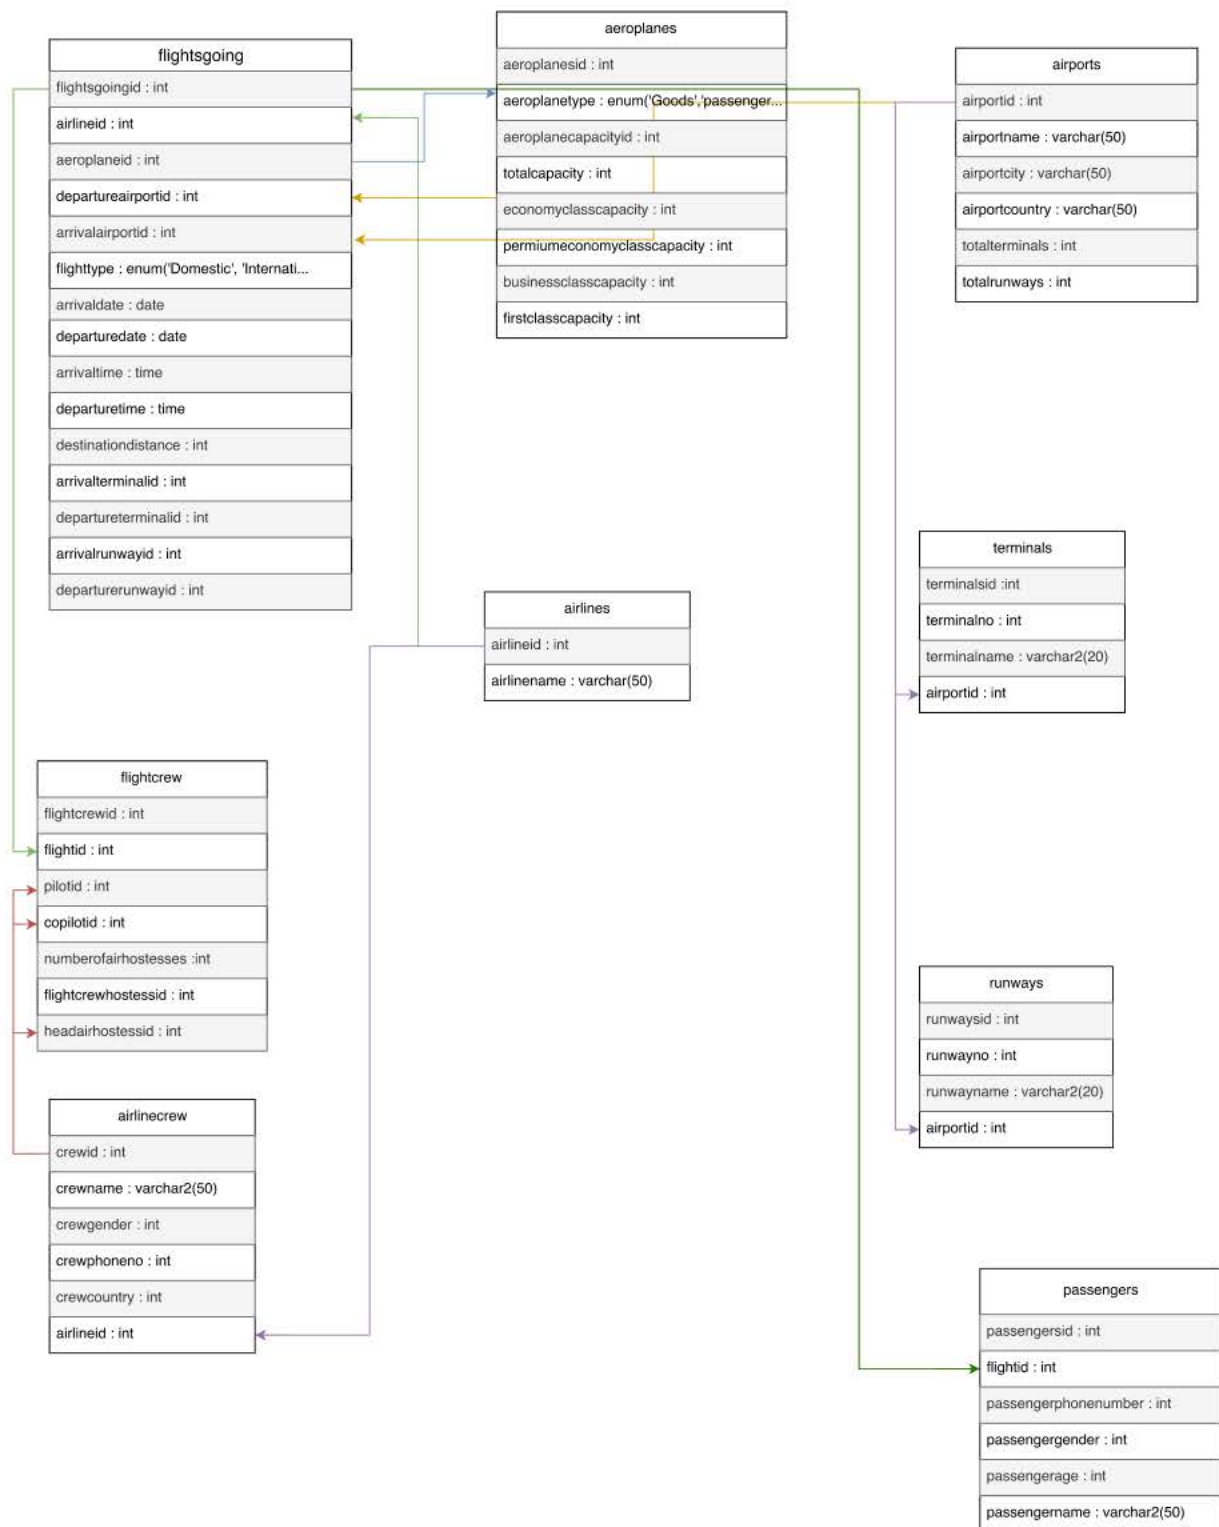 flightsgoing
flightsgoingid : int
airlineid : int
aeroplaneid : int
departureairportid : int
arrivalairportid : int
flighttype : enum('Domestic', 'Internati...
arrivaldate : date
departuredate : date
arrivaltime : time
departuretime : time
destinationdistance : int
arrivalterminalid : int
departureterminalid : int
arrivalrunwayid : int
departurerunwayid : int
aeroplanes
aeroplanesid : int
aeroplanetype : enum('Goods','passenger...
aeroplanecapacityid : int
totalcapacity : int
economyclasscapacity : int
permiumeconomyclasscapacity : int
businessclasscapacity : int
firstclasscapacity : int
airports
airportid : int
airportname : varchar(50)
airportcity : varchar(50)
airportcountry : varchar(50)
totalterminals : int
totalrunways : int
airlines
airlineid : int
airlinename : varchar(50)
terminals
terminalsid :int
terminalno : int
terminalname : varchar2(20)
airportid : int
flightcrew
flightcrewid : int
flightid : int
pilotid : int
copilotid : int
numberofairhostesses :int
flightcrewhostessid : int
headairhostessid : int
runways
runwaysid : int
runwayno : int
runwayname : varchar2(20)
airportid : int
airlinecrew
crewid : int
crewname : varchar2(50)
crewgender : int
crewphoneno : int
crewcountry : int
airlineid : int
passengers
passengersid : int
flightid : int
passengerphonenumber : int
passengergender : int
passengerage : int
passengername : varchar2(50)